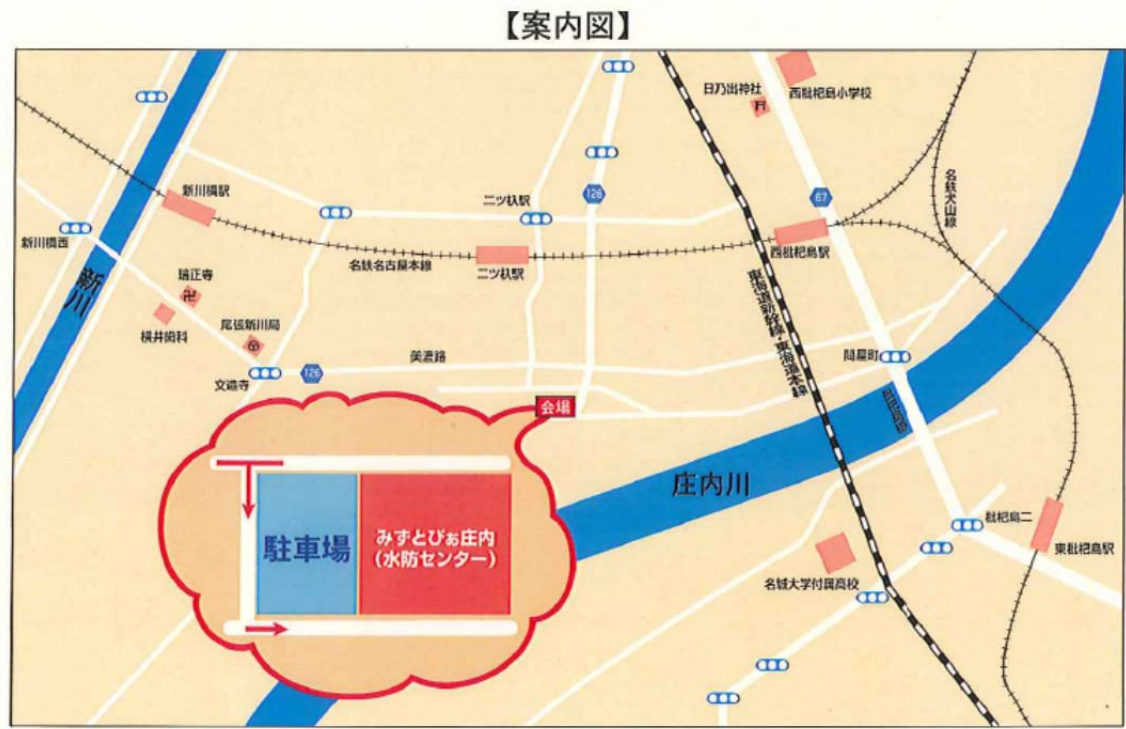 【案内図】
日乃出神社
西枇杷島小学校
126
67
新川橋駅
二ツ杁駅
名鉄犬山線
新川橋西
西枇杷島駅
名鉄名古屋本線
二ツ杁駅
新川
瑞正寺
東海道新幹線・東海道本線
横井歯科
尾張新川局
美濃路
問屋町
文造寺
126
会場
庄内川
駐車場
みずとぴぁ庄内
(水防センター)
枇杷島二
東枇杷島駅
名城大学付属高校